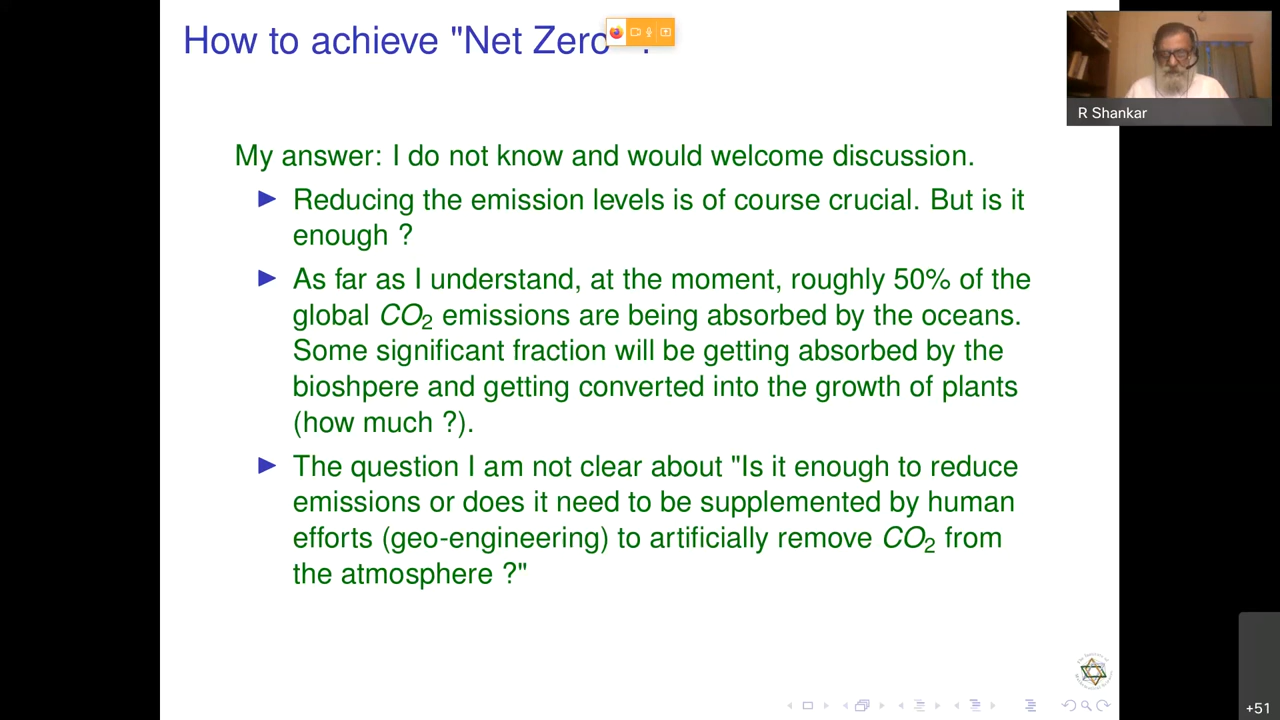 How to achieve "Net Zero" ?
R Shankar
My answer: I do not know and would welcome discussion.
Reducing the emission levels is of course crucial. But is it
enough ?
As far as I understand, at the moment, roughly 50% of the
global CO₂ emissions are being absorbed by the oceans.
Some significant fraction will be getting absorbed by the
bioshpere and getting converted into the growth of plants
(how much ?).
The question I am not clear about "Is it enough to reduce
emissions or does it need to be supplemented by human
efforts (geo-engineering) to artificially remove CO₂ from
the atmosphere ?"
+51